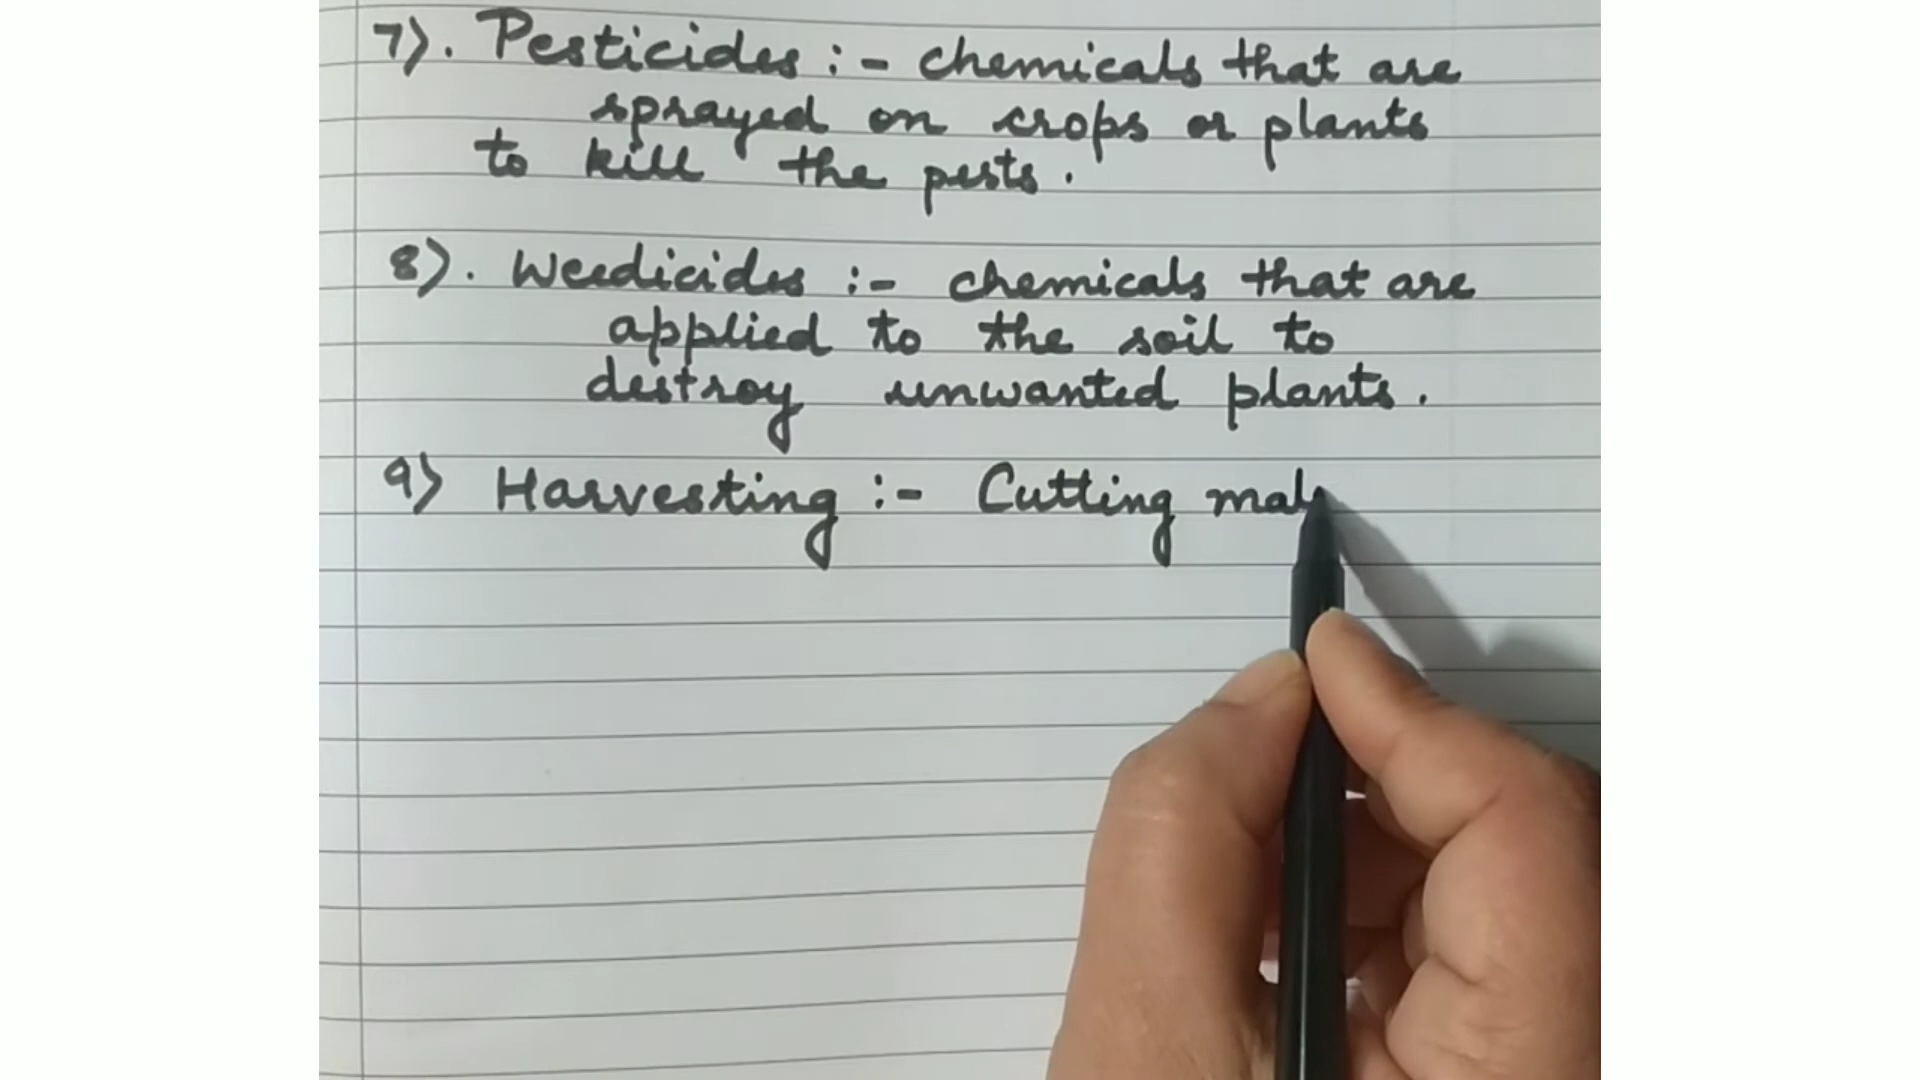 7). Pesticides :- chemicals that are
sprayed on crops or plants
to kill the pests.
8). Weedicides :- chemicals that are
applied to the soil to
destroy unwanted plants.
9) Harvesting :- Cutting